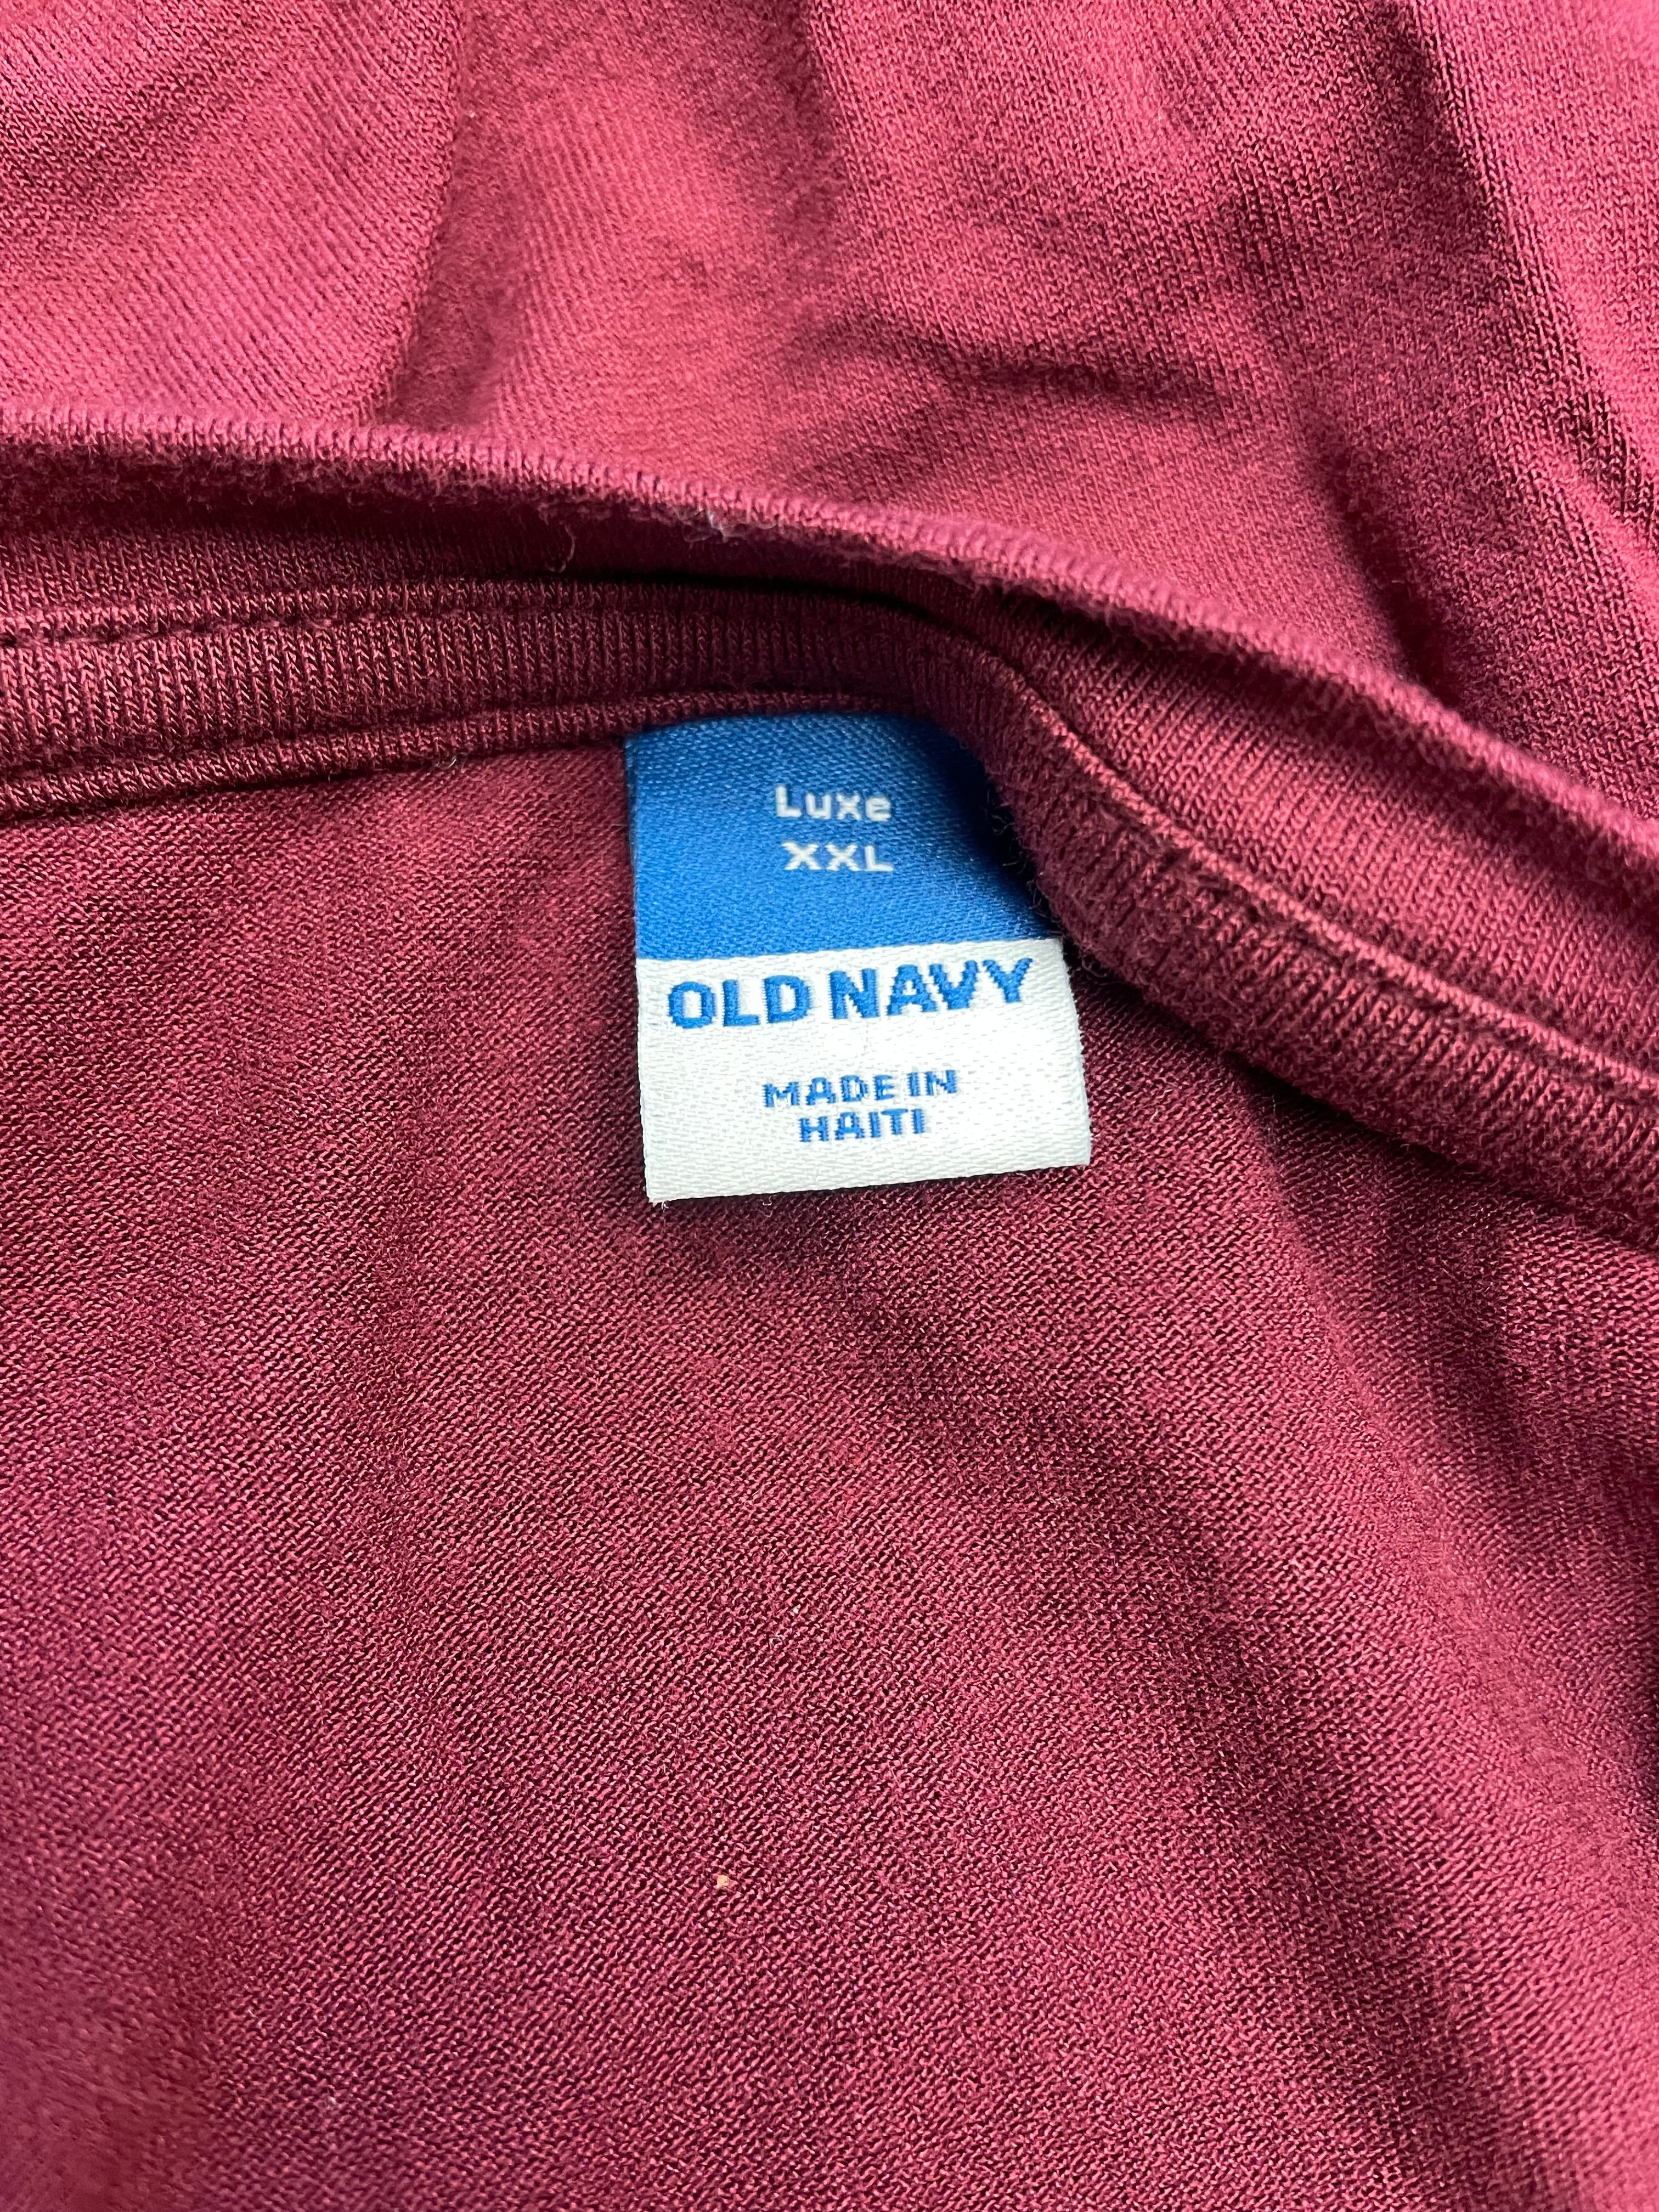 Luxe
XXL
OLD NAVY
MADE IN
HAITI